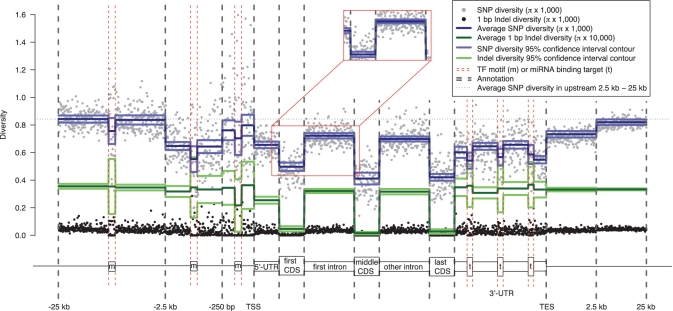 SNP diversity (π x 1,000)
1 bp Indel diversity (π x 1,000)
Average SNP diversity (π x 1,000)
Average 1 bp Indel diversity (π x 10,000)
SNP diversity 95% confidence interval contour
Indel diversity 95% confidence interval contour
TF motif (m) or miRNA binding target (t)
Annotation
Average SNP diversity in upstream 2.5 kb ~ 25 kb
Diversity
1.6
1.4
1.2
1.0
0.8
0.6
0.4
0.2
0.0
m m m 5'-UTR first CDS first intron middle CDS other intron last CDS t t t
3'-UTR
-25 kb -2.5 kb -250 bp TSS TES 2.5 kb 25 kb